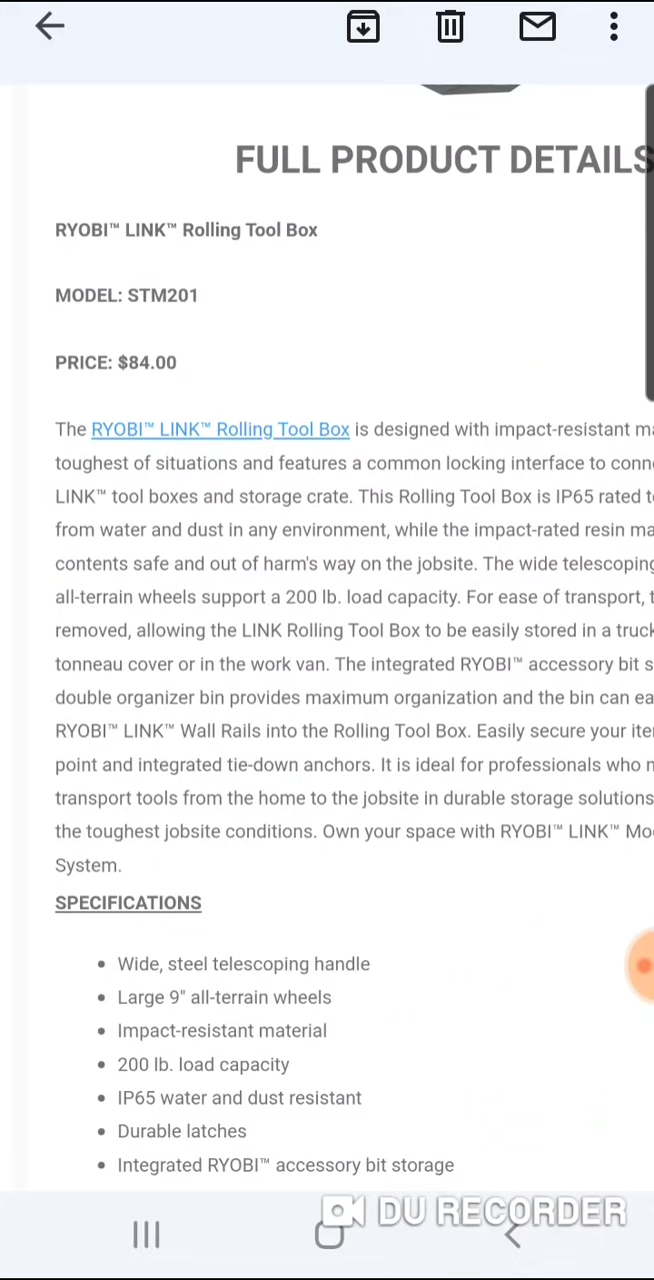 FULL PRODUCT DETAILS
RYOBI™ LINK™ Rolling Tool Box
MODEL: STM201
PRICE: $84.00
The RYOBI™ LINK™ Rolling Tool Box is designed with impact-resistant
toughest of situations and features a common locking interface to
LINK™ tool boxes and storage crate. This Rolling Tool Box is IP65 rated
from water and dust in any environment, while the impact-rated resin
contents safe and out of harm's way on the jobsite. The wide telescoping
all-terrain wheels support a 200 lb. load capacity. For ease of transport,
removed, allowing the LINK Rolling Tool Box to be easily stored in a truck
tonneau cover or in the work van. The integrated RYOBI™ accessory bit
double organizer bin provides maximum organization and the bin can
RYOBI™ LINK™ Wall Rails into the Rolling Tool Box. Easily secure your
point and integrated tie-down anchors. It is ideal for professionals who
transport tools from the home to the jobsite in durable storage solutions
the toughest jobsite conditions. Own your space with RYOBI™ LINK™
System.
SPECIFICATIONS
• Wide, steel telescoping handle
• Large 9" all-terrain wheels
• Impact-resistant material
• 200 lb. load capacity
• IP65 water and dust resistant
• Durable latches
• Integrated RYOBI™ accessory bit storage
DU RECORDER